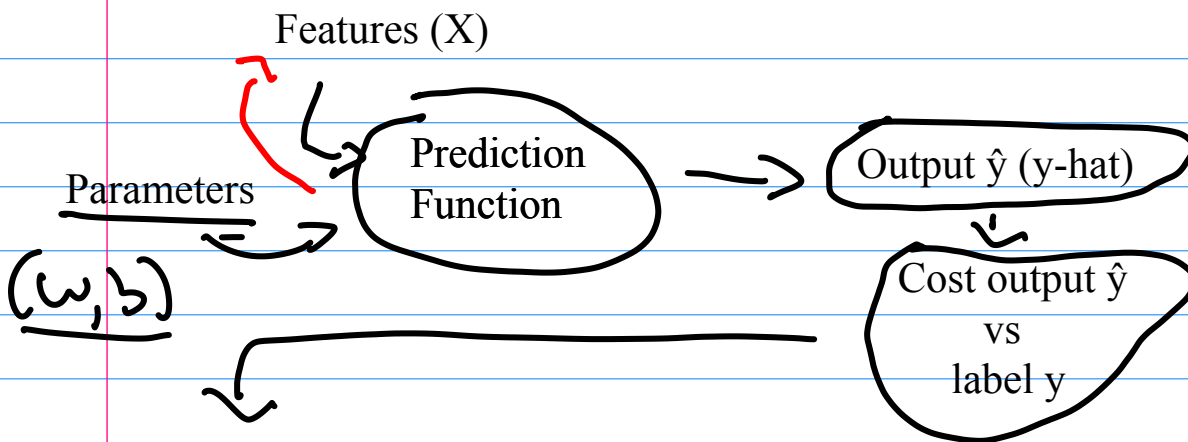 Features (X)
Prediction
Function
Parameters
(w,b)
Output ŷ (y-hat)
Cost output ŷ
vs
label y